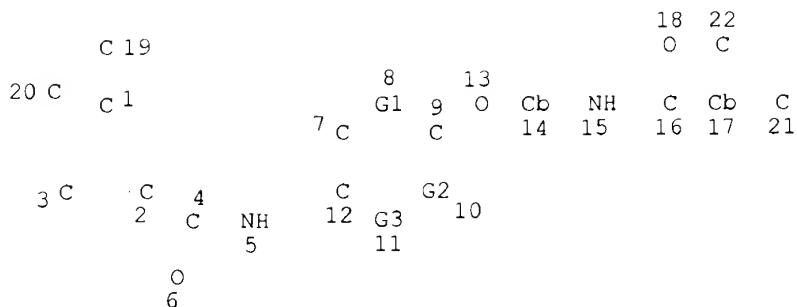 18 22
C 19 O C
20 C C 1 8 13
G1 9 O Cb NH C Cb C
7 C C 14 15 16 17 21
3 C C 4 C G2
2 C NH 12 G3 10
5 11
O
6